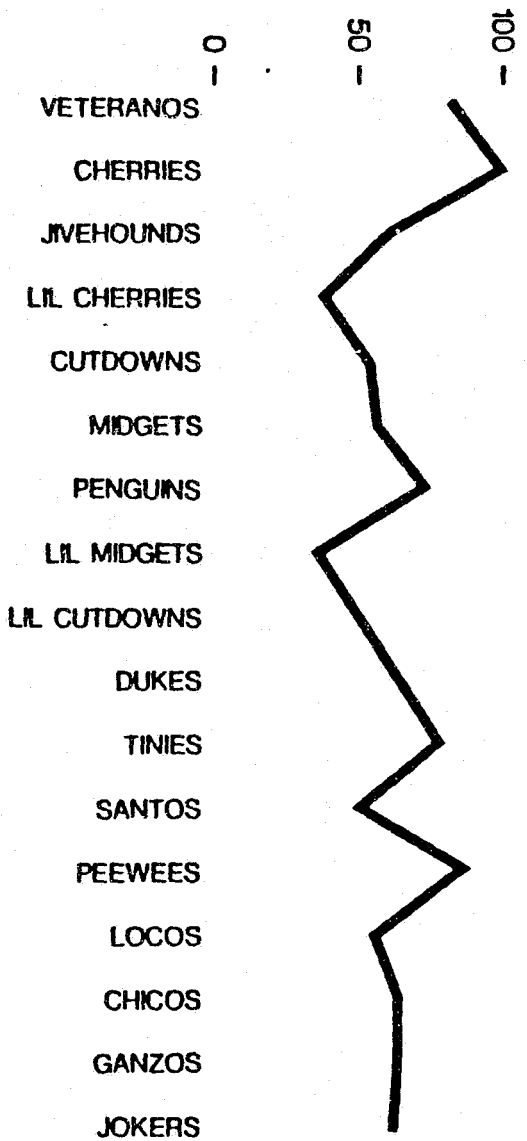 0 – 50 – 100 –
VETERANOS
CHERRIES
JIVEHOUNDS
LIL CHERRIES
CUTDOWNS
MIDGETS
PENGUINS
LIL MIDGETS
LIL CUTDOWNS
DUKES
TINIES
SANTOS
PEEWEES
LOCOS
CHICOS
GANZOS
JOKERS